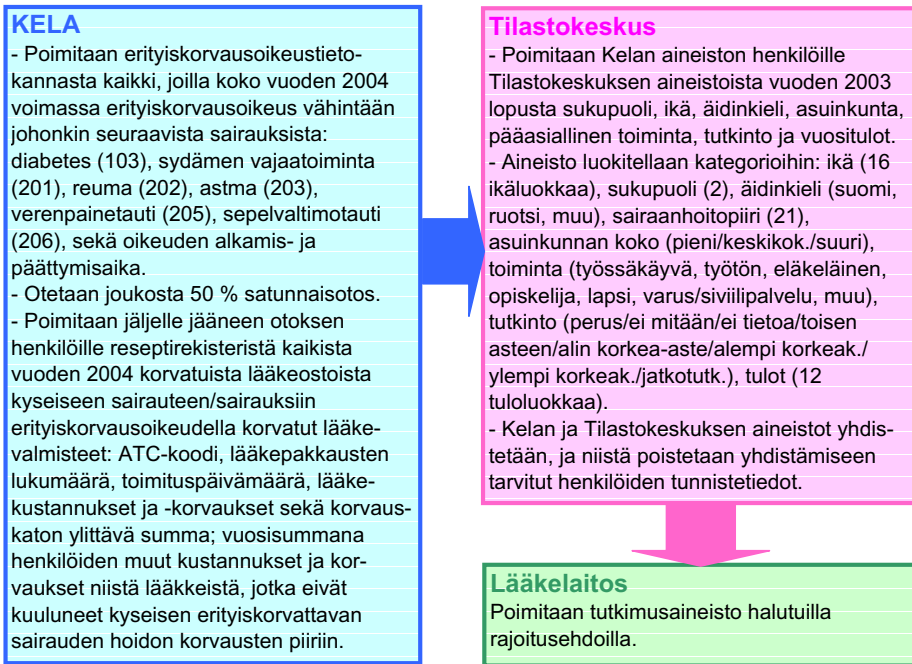 KELA
- Poimitaan erityiskorvausoikeustieto-
kannasta kaikki, joilla koko vuoden 2004
voimassa erityiskorvausoikeus vähintään
johonkin seuraavista sairauksista:
diabetes (103), sydämen vajaatoiminta
(201), reuma (202), astma (203),
verenpainetauti (205), sepelvaltimotauti
(206), sekä oikeuden alkamis- ja
päättymisaika.
- Otetaan joukosta 50 % satunnaisotos.
- Poimitaan jäljelle jääneen otoksen
henkilöille reseptirekisteristä kaikista
vuoden 2004 korvatuista lääkeostoista
kyseiseen sairauteen/sairauksiin
erityiskorvausoikeudella korvatut lääke-
valmisteet: ATC-koodi, lääkepakkausten
lukumäärä, toimituspäivämäärä, lääke-
kustannukset ja -korvaukset sekä korvaus-
katon ylittävä summa; vuosisummana
henkilöiden muut kustannukset ja kor-
vaukset niistä lääkkeistä, jotka eivät
kuuluneet kyseisen erityiskorvattavan
sairauden hoidon korvausten piiriin.
Tilastokeskus
- Poimitaan Kelan aineiston henkilöille
Tilastokeskuksen aineistoista vuoden 2003
lopusta sukupuoli, ikä, äidinkieli, asuinkunta,
pääasiallinen toiminta, tutkinto ja vuositulot.
- Aineisto luokitellaan kategorioihin: ikä (16
ikäluokkaa), sukupuoli (2), äidinkieli (suomi,
ruotsi, muu), sairaanhoitopiiri (21),
asuinkunnan koko (pieni/keskikok./suuri),
toiminta (työssäkäyvä, työtön, eläkeläinen,
opiskelija, lapsi, varus/siviilipalvelu, muu),
tutkinto (perus/ei mitään/ei tietoa/toisen
asteen/alin korkea-aste/alempi korkeak./
ylempi korkeak./jatkotutk.), tulot (12
tuloluokkaa).
- Kelan ja Tilastokeskuksen aineistot yhdis-
tetään, ja niistä poistetaan yhdistämiseen
tarvitut henkilöiden tunnistetiedot.
Lääkelaitos
Poimitaan tutkimusaineisto halutuilla
rajoitusehdoilla.